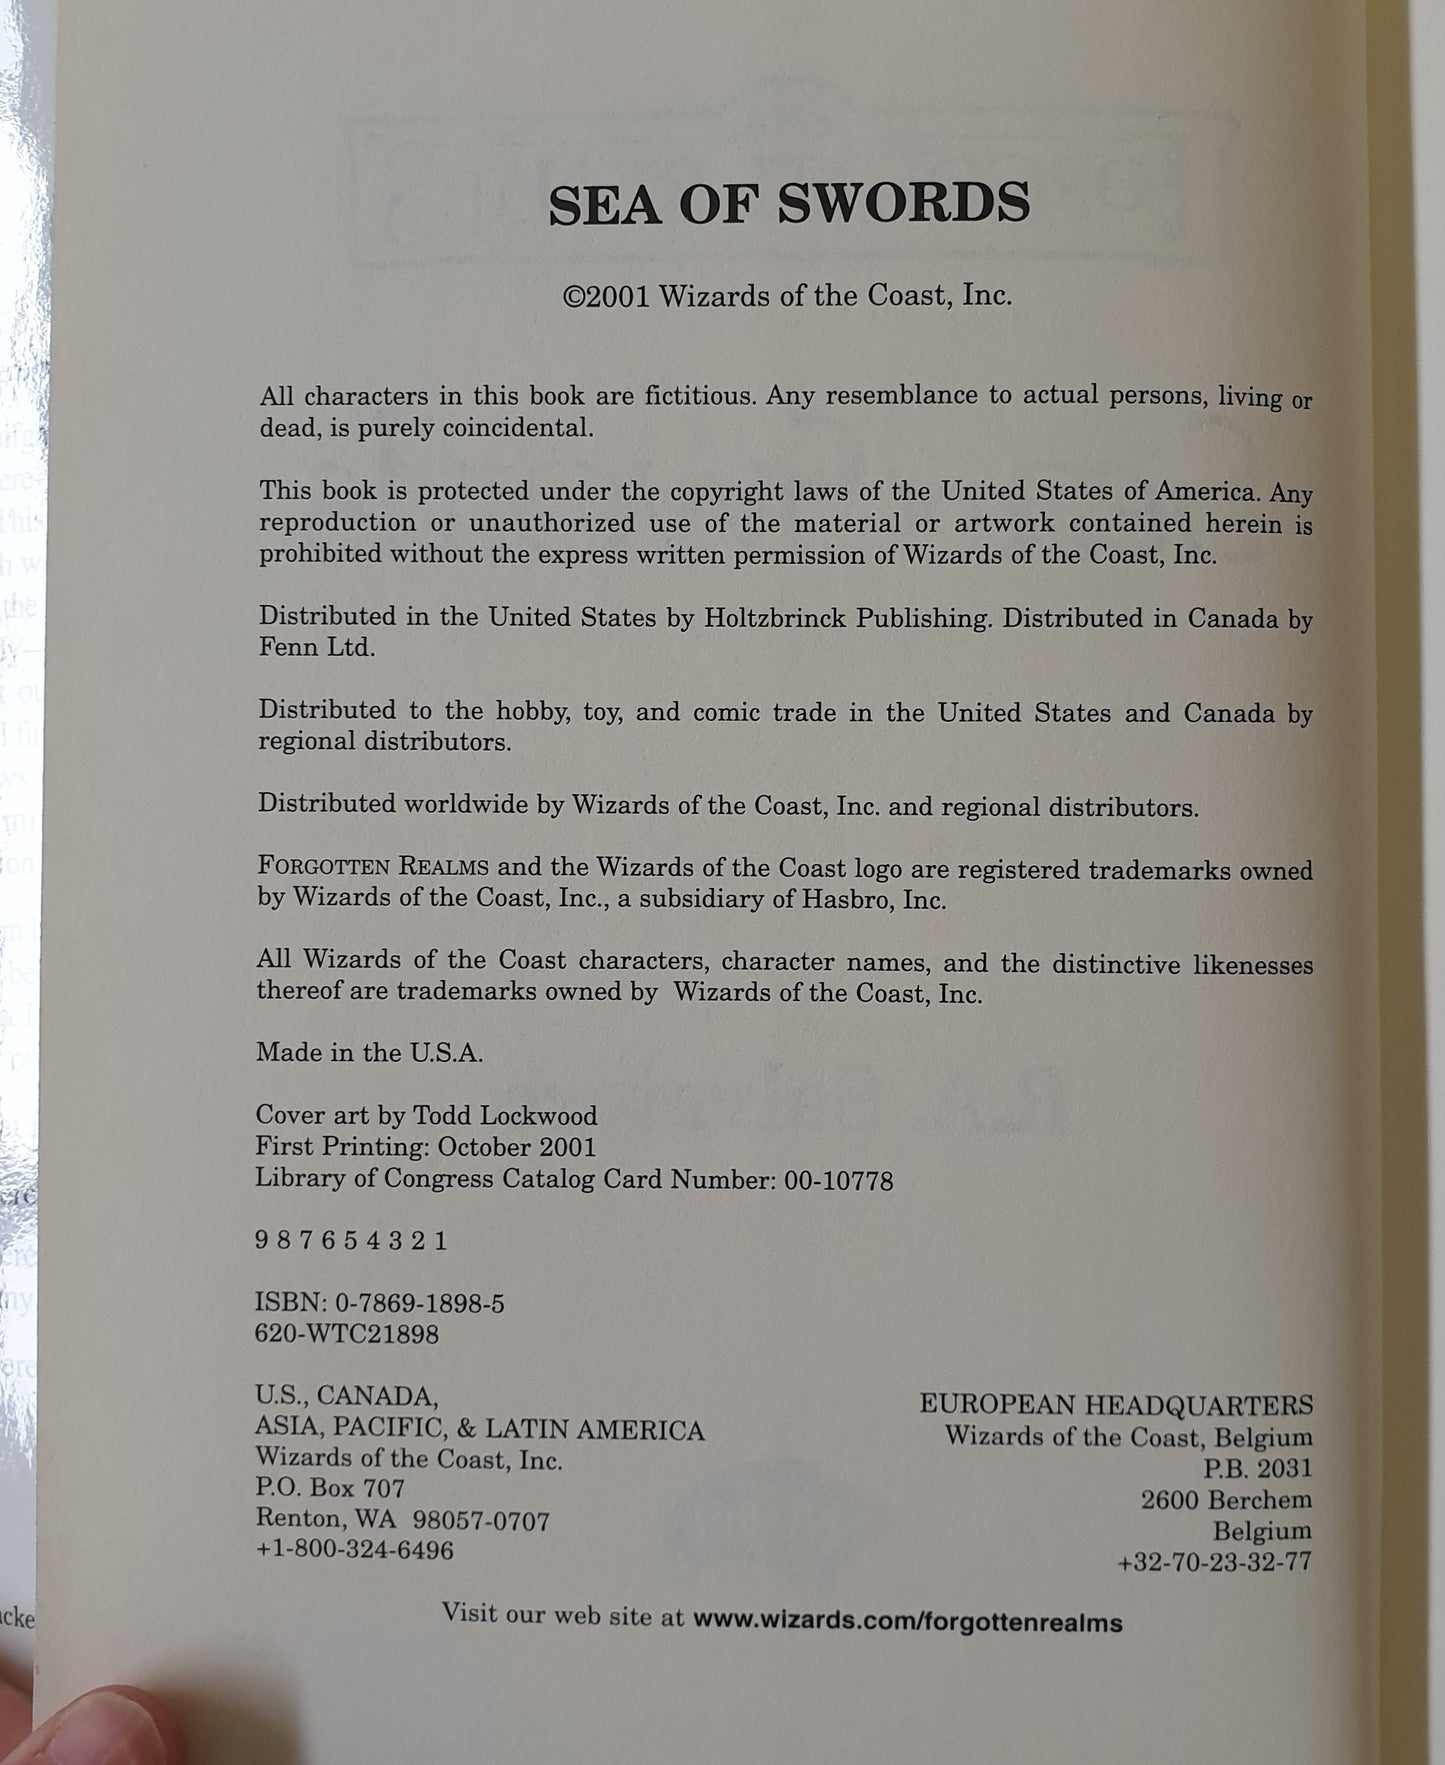 SEA OF SWORDS
©2001 Wizards of the Coast, Inc.
All characters in this book are fictitious. Any resemblance to actual persons, living or
dead, is purely coincidental.
This book is protected under the copyright laws of the United States of America. Any
reproduction or unauthorized use of the material or artwork contained herein is
prohibited without the express written permission of Wizards of the Coast, Inc.
Distributed in the United States by Holtzbrinck Publishing. Distributed in Canada by
Fenn Ltd.
Distributed to the hobby, toy, and comic trade in the United States and Canada by
regional distributors.
Distributed worldwide by Wizards of the Coast, Inc. and regional distributors.
FORGOTTEN REALMS and the Wizards of the Coast logo are registered trademarks owned
by Wizards of the Coast, Inc., a subsidiary of Hasbro, Inc.
All Wizards of the Coast characters, character names, and the distinctive likenesses
thereof are trademarks owned by  Wizards of the Coast, Inc.
Made in the U.S.A.
Cover art by Todd Lockwood
First Printing: October 2001
Library of Congress Catalog Card Number: 00-10778
9 8 7 6 5 4 3 2 1
ISBN: 0-7869-1898-5
620-WTC21898
U.S., CANADA,
ASIA, PACIFIC, & LATIN AMERICA
Wizards of the Coast, Inc.
P.O. Box 707
Renton, WA  98057-0707
+1-800-324-6496
EUROPEAN HEADQUARTERS
Wizards of the Coast, Belgium
P.B. 2031
2600 Berchem
Belgium
+32-70-23-32-77
Visit our web site at www.wizards.com/forgottenrealms